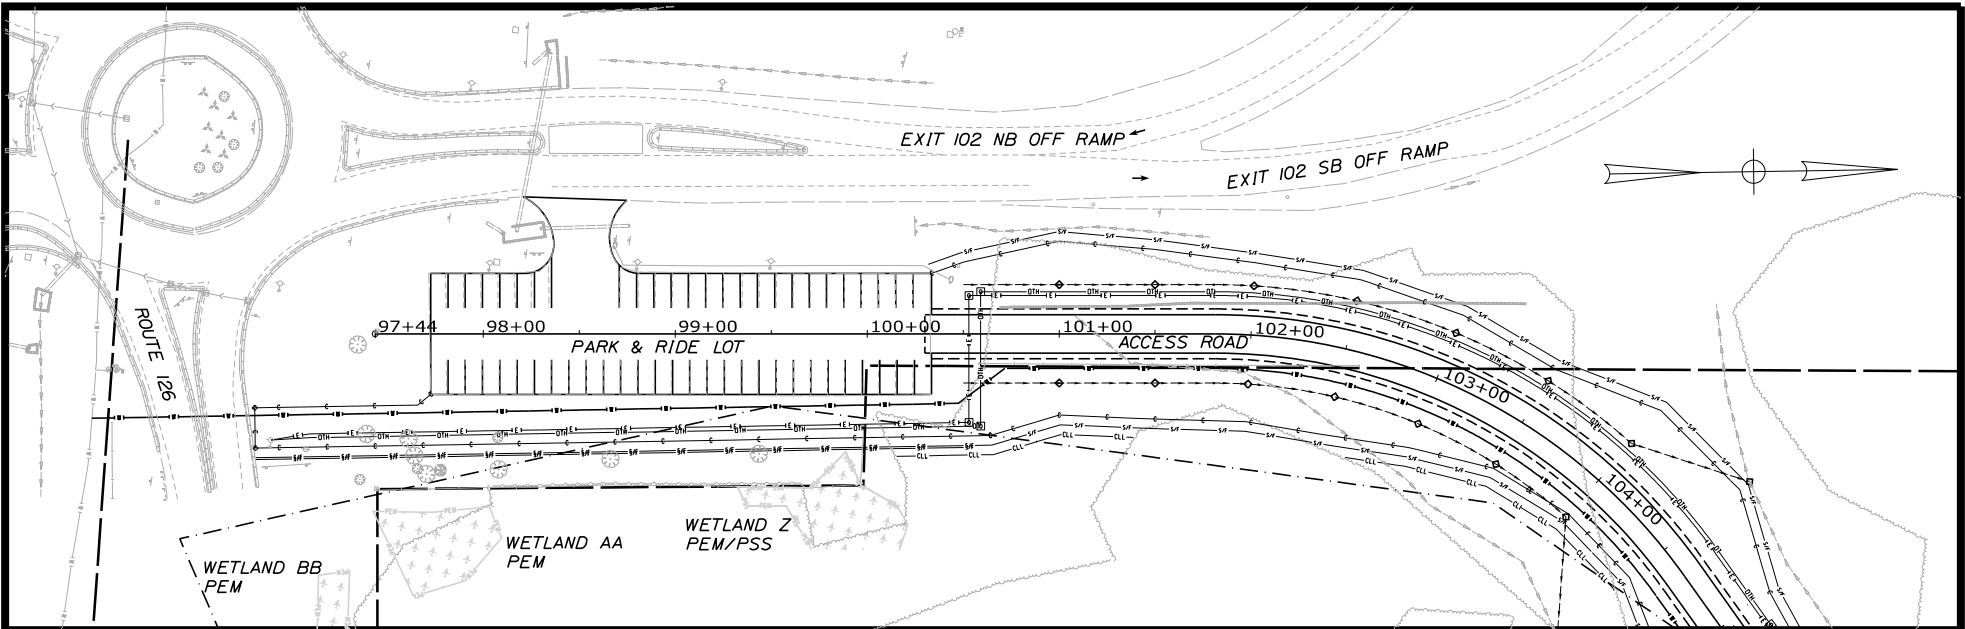 EXIT 102 NB OFF RAMP
EXIT 102 SB OFF RAMP
ROUTE 126
97+44
98+00
99+00
100+00
101+00
102+00
103+00
104+00
PARK & RIDE LOT
ACCESS ROAD
WETLAND Z
PEM/PSS
WETLAND AA
PEM
WETLAND BB
PEM
S/F
C
OTH
E
CLL